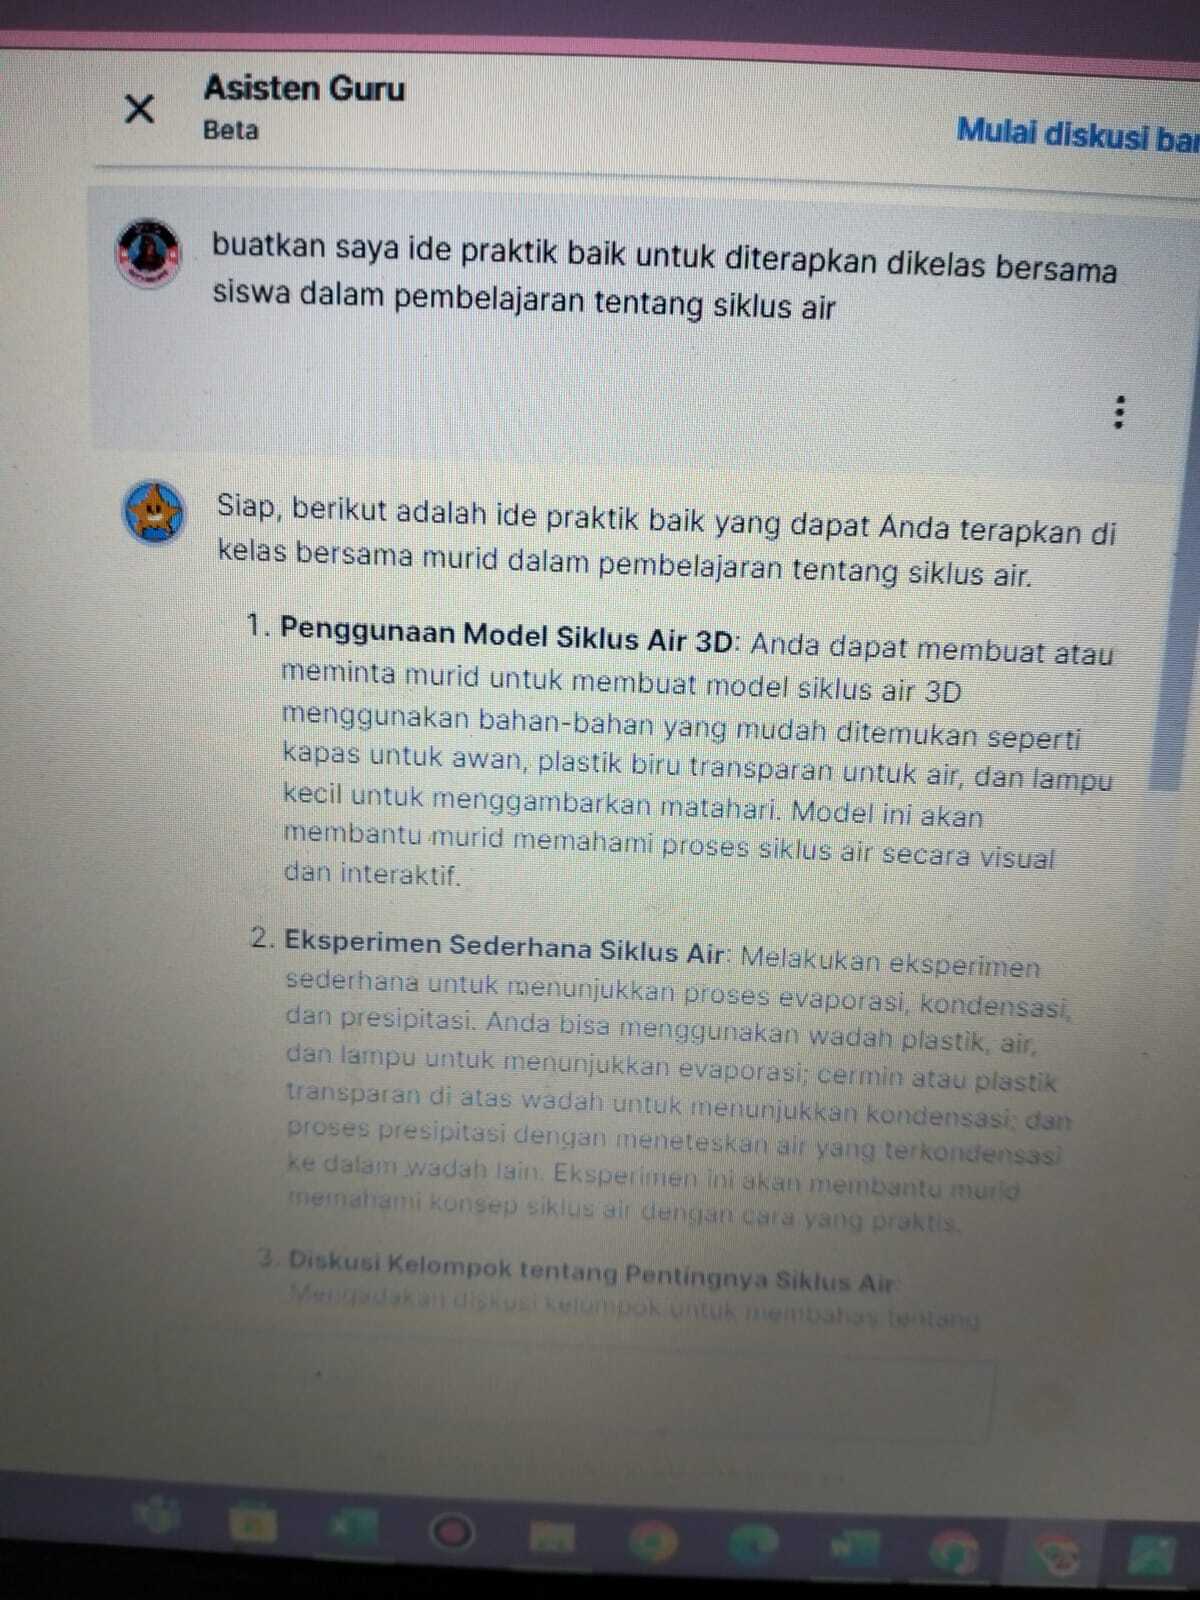 Asisten Guru
Beta
Mulai diskusi
buatkan saya ide praktik baik untuk diterapkan dikelas bersama
siswa dalam pembelajaran tentang siklus air
Siap, berikut adalah ide praktik baik yang dapat Anda terapkan di
kelas bersama murid dalam pembelajaran tentang siklus air.
1. Penggunaan Model Siklus Air 3D: Anda dapat membuat atau
meminta murid untuk membuat model siklus air 3D
menggunakan bahan-bahan yang mudah ditemukan seperti
kapas untuk awan, plastik biru transparan untuk air, dan lampu
kecil untuk menggambarkan matahari. Model ini akan
membantu murid memahami proses siklus air secara visual
dan interaktif.
2. Eksperimen Sederhana Siklus Air: Melakukan eksperimen
sederhana untuk menunjukkan proses evaporasi, kondensasi,
dan presipitasi. Anda bisa menggunakan wadah plastik, air,
dan lampu untuk menunjukkan evaporasi; cermin atau plastik
transparan di atas wadah untuk menunjukkan kondensasi; dan
proses presipitasi dengan meneteskan air yang terkondensasi
ke dalam wadah lain. Eksperimen ini akan membantu murid
memahami konsep siklus air dengan cara yang praktis.
3. Diskusi Kelompok tentang Pentingnya Siklus Air:
Mengadakan diskusi kelompok untuk membahas tentang